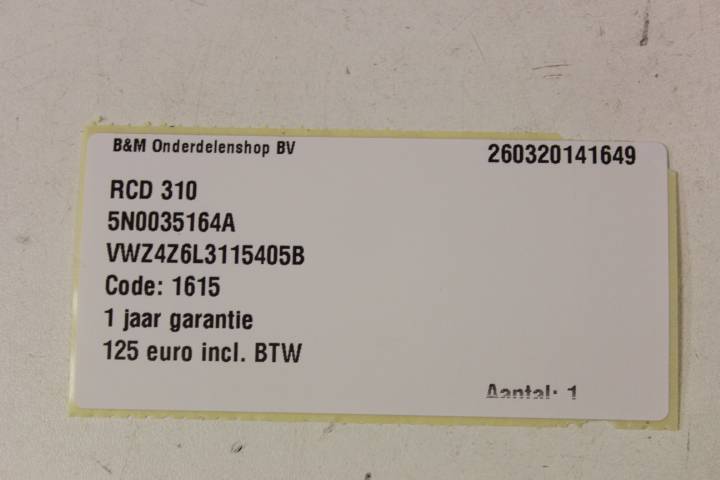 B&M Onderdelenshop BV
260320141649
RCD 310
5N0035164A
VWZ4Z6L3115405B
Code: 1615
1 jaar garantie
125 euro incl. BTW
Aantal: 1